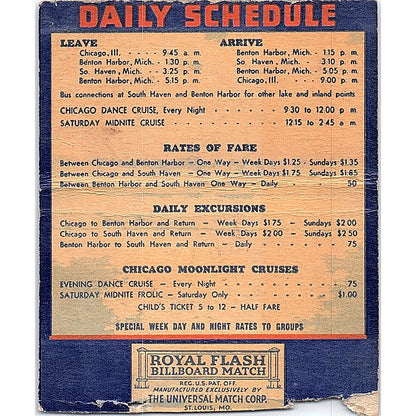 DAILY SCHEDULE
LEAVE ARRIVE
Chicago, Ill. - - - 9:45 a. m. Benton Harbor, Mich. - 1:15 p. m.
Benton Harbor, Mich. - 1:30 p. m. So. Haven, Mich. - - 3:10 p. m.
So. Haven, Mich. - - 3:25 p. m. Benton Harbor, Mich. - 5:05 p. m.
Benton Harbor, Mich. - 5:15 p. m. Chicago, Ill. - - - 9:00 p. m.
Bus connections at South Haven and Benton Harbor for other lake and inland points
CHICAGO DANCE CRUISE, Every Night - - - - 9:30 to 12:00 p. m.
SATURDAY MIDNITE CRUISE - - - - - - 12:15 to 2:45 a. m.
RATES OF FARE
Between Chicago and Benton Harbor - One Way - Week Days $1.25 - Sundays $1.35
Between Chicago and South Haven - One Way - Week Days $1.75 - Sundays $1.85
Between Benton Harbor and South Haven One Way - Daily - - - - 50
DAILY EXCURSIONS
Chicago to Benton Harbor and Return - Week Days $1.75 - Sundays $2.00
Chicago to South Haven and Return - Week Days $2.00 - Sundays $2.50
Benton Harbor to South Haven and Return - Daily - - - - 75
CHICAGO MOONLIGHT CRUISES
EVENING DANCE CRUISE - Every Night - - - - - - 75
SATURDAY MIDNITE FROLIC - Saturday Only - - - - - $1.00
CHILD'S TICKET 5 to 12 - HALF FARE
SPECIAL WEEK DAY AND NIGHT RATES TO GROUPS
ROYAL FLASH
BILLBOARD MATCH
REG. U.S. PAT. OFF.
MANUFACTURED EXCLUSIVELY BY
THE UNIVERSAL MATCH CORP.
ST. LOUIS, MO.